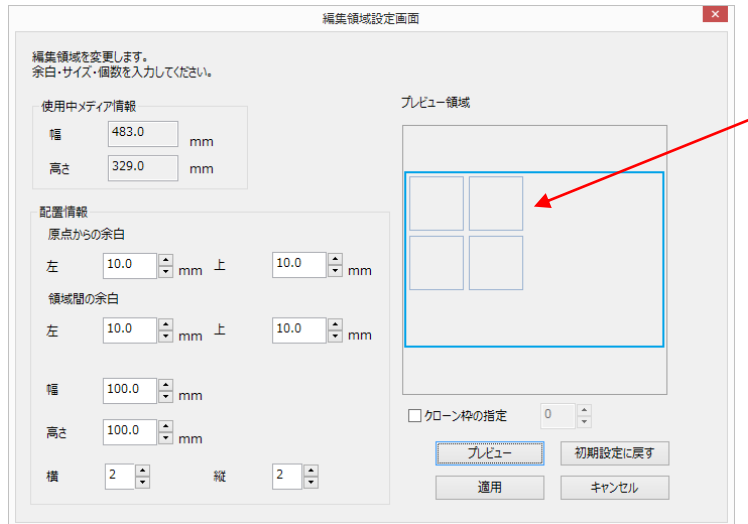 編集領域設定画面
編集領域を変更します。
余白・サイズ・個数を入力してください。
使用中メディア情報
幅 483.0 mm
高さ 329.0 mm
配置情報
原点からの余白
左 10.0 mm 上 10.0 mm
領域間の余白
左 10.0 mm 上 10.0 mm
幅 100.0 mm
高さ 100.0 mm
横 2 縦 2
プレビュー領域
クローン枠の指定 0
プレビュー 初期設定に戻す
適用 キャンセル